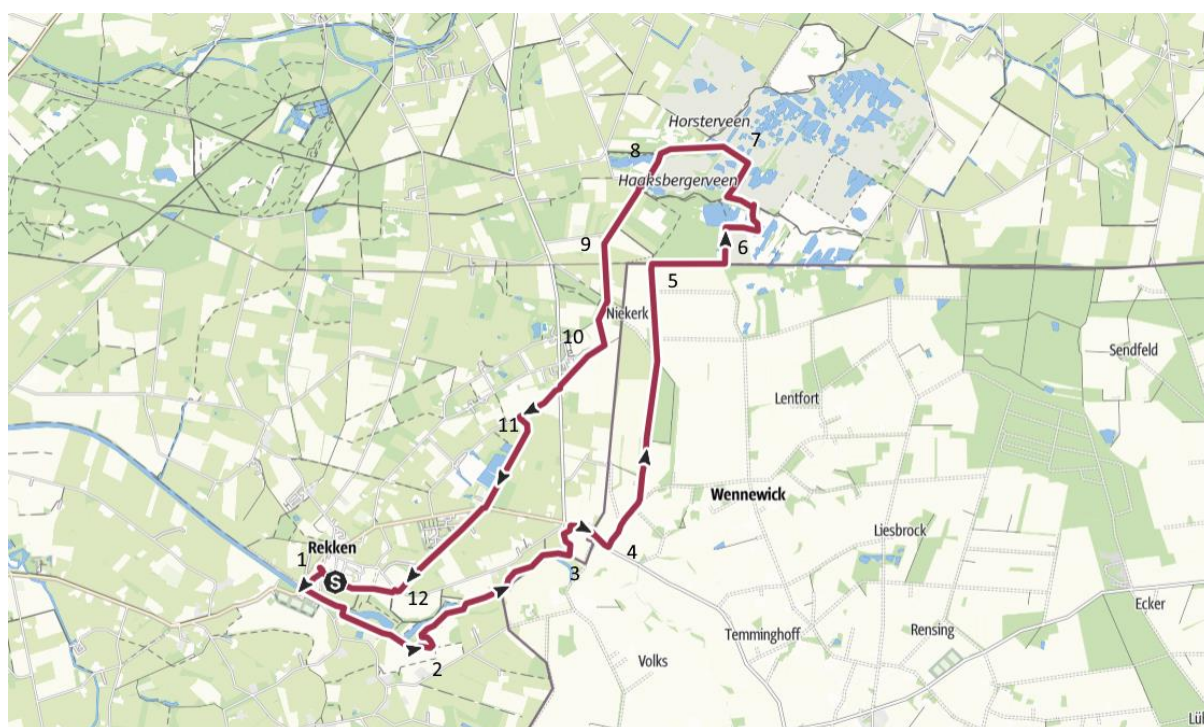 Horsterveen
7
8
Haaksbergerveen
9
6
5
Niekerk
10
Sendfeld
Lentfort
11
Wennewick
Liesbrock
Rekken
1
S
3
4
12
Ecker
Temminghoff
Rensing
2
Volks